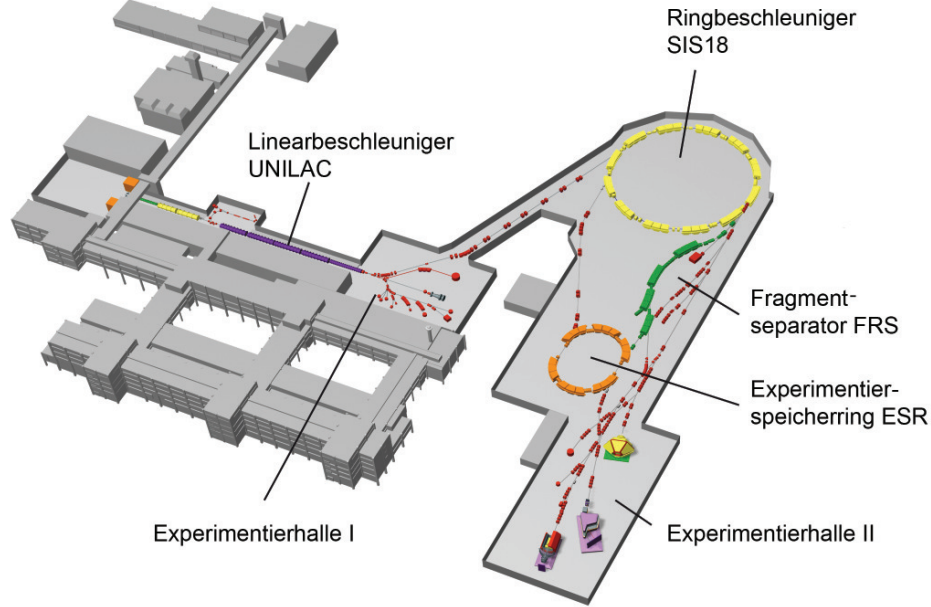 Ringbeschleuniger
SIS18
Linearbeschleuniger
UNILAC
Fragment-
separator FRS
Experimentier-
speicherring ESR
Experimentierhalle I
Experimentierhalle II